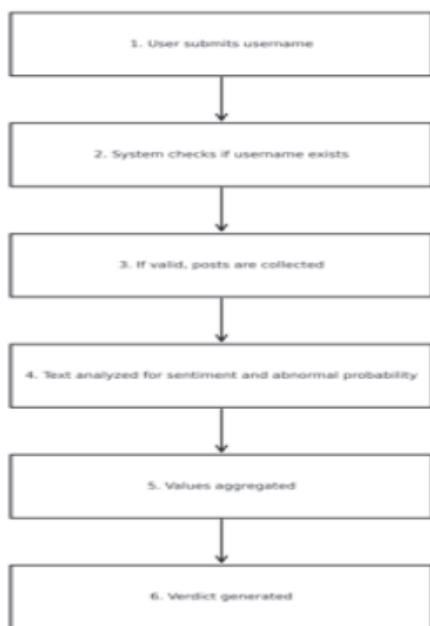 1. User submits username
2. System checks if username exists
3. If valid, posts are collected
4. Text analyzed for sentiment and abnormal probability
5. Values aggregated
6. Verdict generated